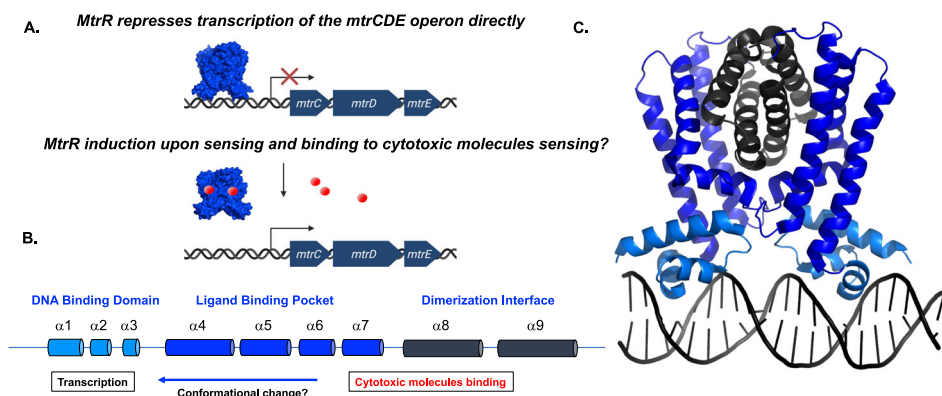 A.
MtrR represses transcription of the mtrCDE operon directly
mtrC mtrD mtrE
MtrR induction upon sensing and binding to cytotoxic molecules sensing?
mtrC mtrD mtrE
B.
DNA Binding Domain Ligand Binding Pocket Dimerization Interface
α1 α2 α3 α4 α5 α6 α7 α8 α9
Transcription Cytotoxic molecules binding
Conformational change?
C.